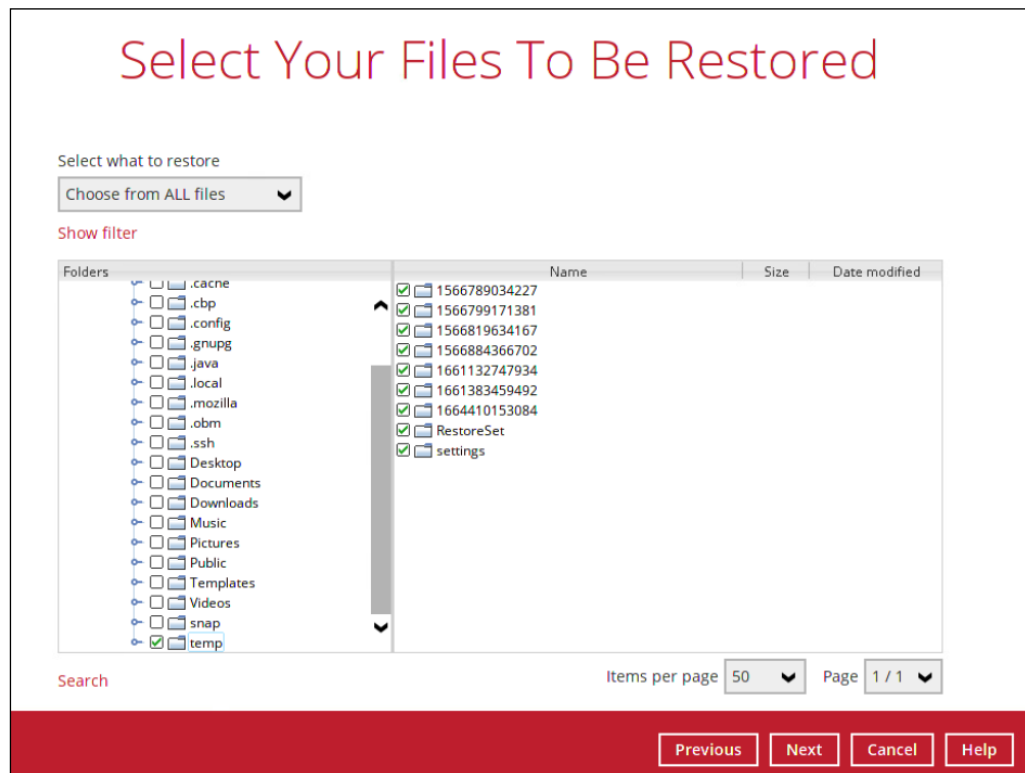 Select Your Files To Be Restored
Select what to restore
Choose from ALL files
Show filter
Folders
Name
Size
Date modified
.cache
.cbp
.config
.gnupg
.java
.local
.mozilla
.obm
.ssh
Desktop
Documents
Downloads
Music
Pictures
Public
Templates
Videos
snap
temp
1566789034227
1566799171381
1566819634167
1566884366702
1661132747934
1661383459492
1664410153084
RestoreSet
settings
Search
Items per page 50 Page 1 / 1
Previous Next Cancel Help